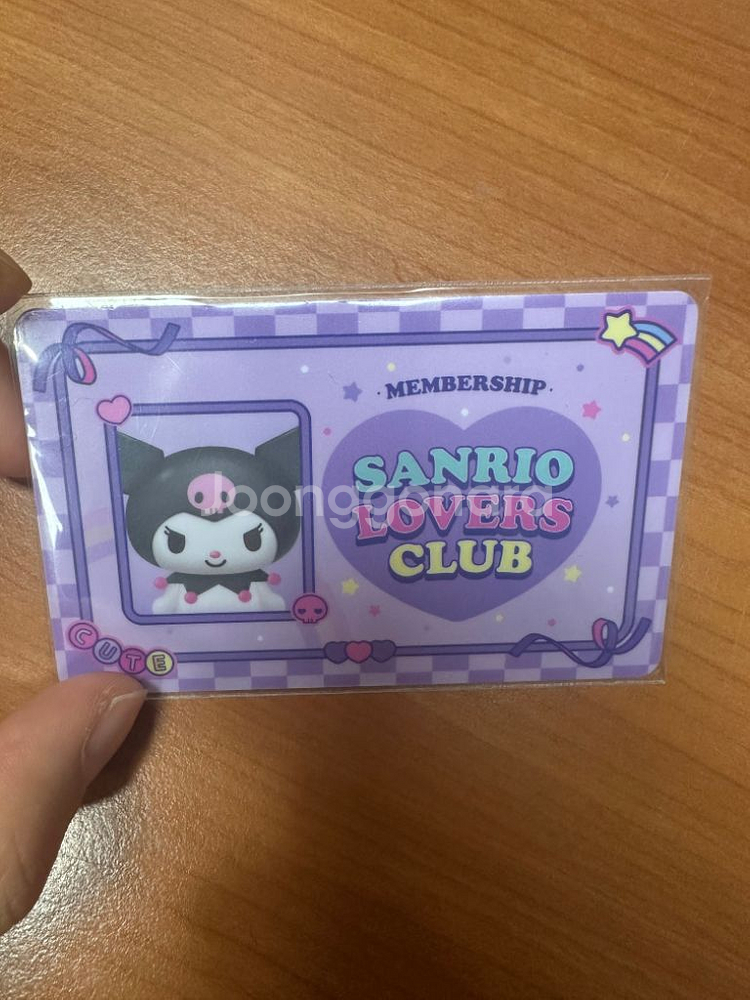 · MEMBERSHIP ·
SANRIO
LOVERS
CLUB
CUTE